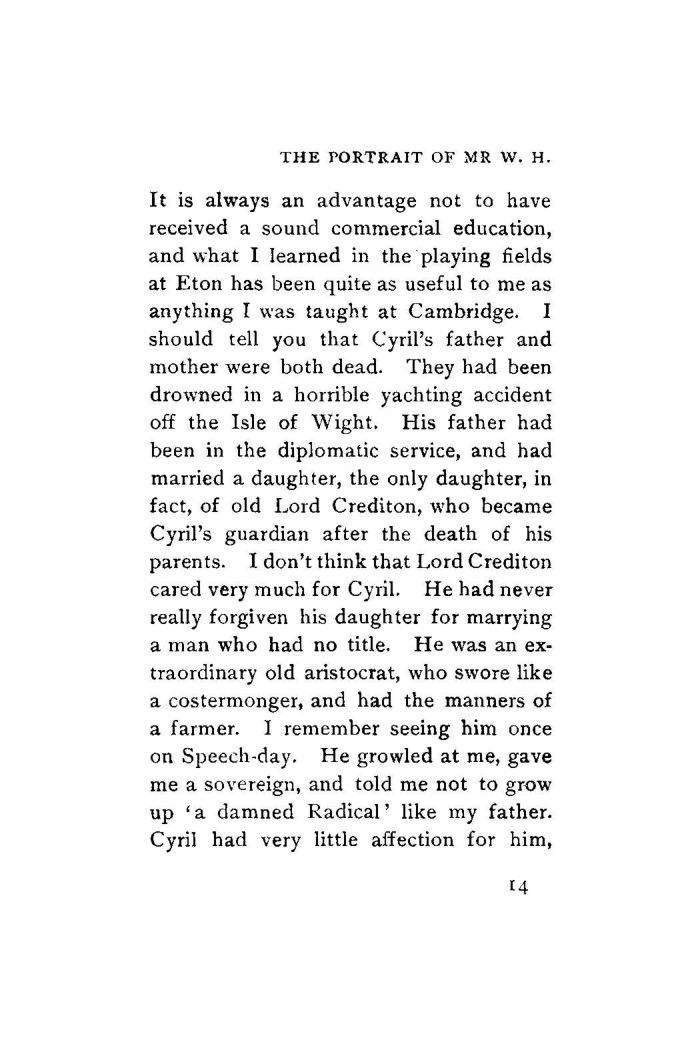 THE PORTRAIT OF MR W. H.
It is always an advantage not to have
received a sound commercial education,
and what I learned in the playing fields
at Eton has been quite as useful to me as
anything I was taught at Cambridge. I
should tell you that Cyril's father and
mother were both dead. They had been
drowned in a horrible yachting accident
off the Isle of Wight. His father had
been in the diplomatic service, and had
married a daughter, the only daughter, in
fact, of old Lord Crediton, who became
Cyril's guardian after the death of his
parents. I don't think that Lord Crediton
cared very much for Cyril. He had never
really forgiven his daughter for marrying
a man who had no title. He was an ex-
traordinary old aristocrat, who swore like
a costermonger, and had the manners of
a farmer. I remember seeing him once
on Speech-day. He growled at me, gave
me a sovereign, and told me not to grow
up 'a damned Radical' like my father.
Cyril had very little affection for him,
14